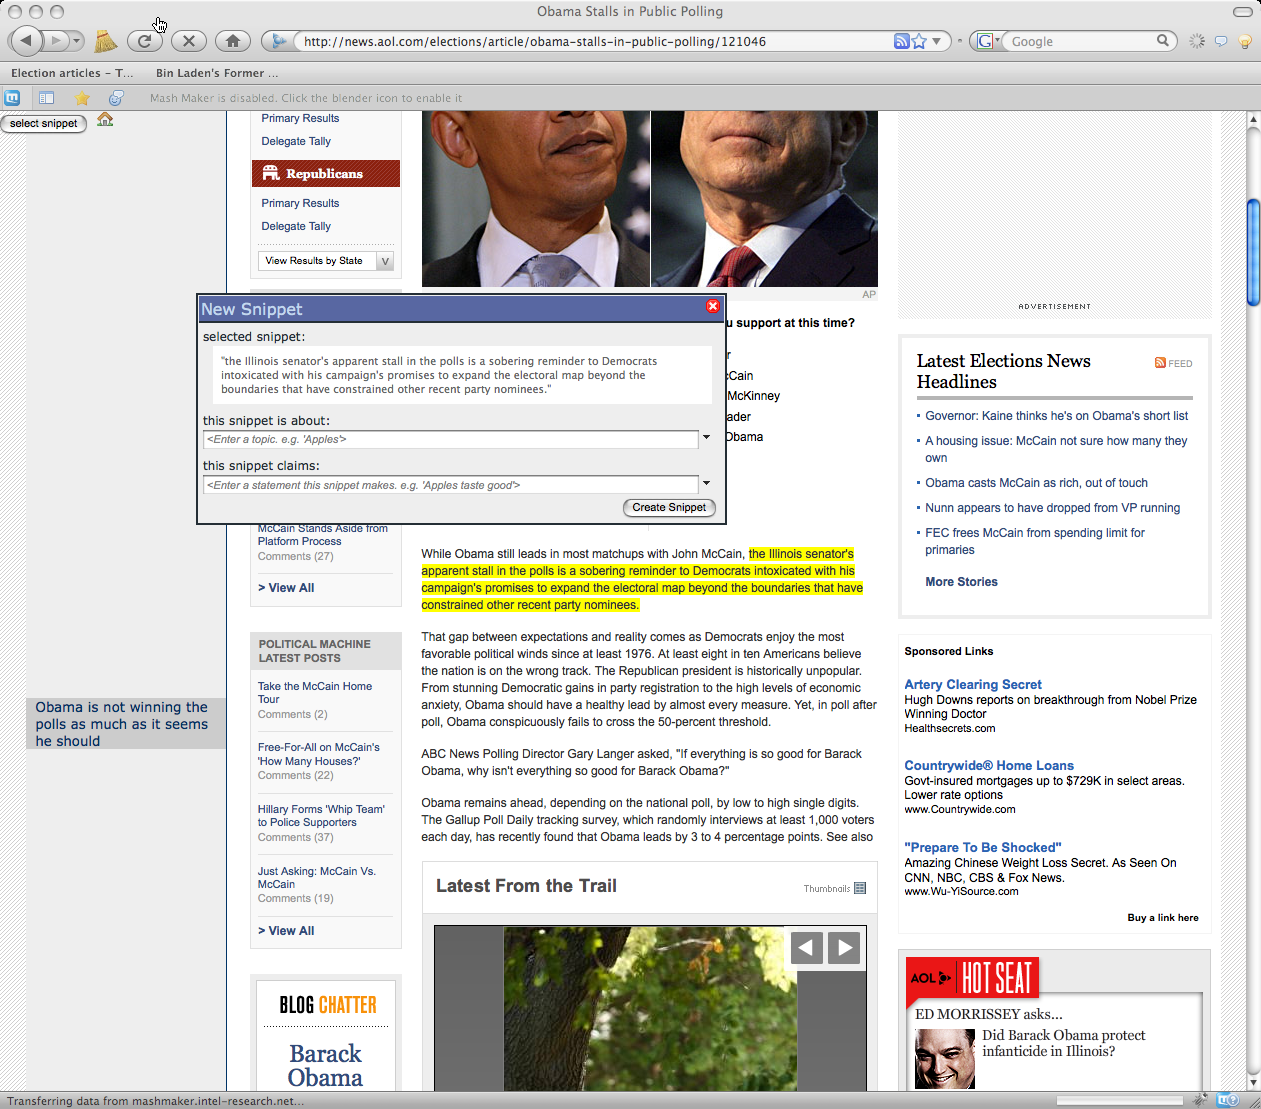 Obama Stalls in Public Polling
http://news.aol.com/elections/article/obama-stalls-in-public-polling/121046
Google
Election articles – T...
Bin Laden's Former ...
Mash Maker is disabled. Click the blender icon to enable it
select snippet
Obama is not winning the
polls as much as it seems
he should
Primary Results
Delegate Tally
Republicans
Primary Results
Delegate Tally
View Results by State
V
AP
New Snippet
selected snippet:
"the Illinois senator's apparent stall in the polls is a sobering reminder to Democrats
intoxicated with his campaign's promises to expand the electoral map beyond the
boundaries that have constrained other recent party nominees."
this snippet is about:
<Enter a topic. e.g. 'Apples'>
this snippet claims:
<Enter a statement this snippet makes. e.g. 'Apples taste good'>
Create Snippet
u support at this time?
r
cCain
McKinney
ader
Obama
McCain Stands Aside from
Platform Process
Comments (27)
> View All
POLITICAL MACHINE
LATEST POSTS
Take the McCain Home
Tour
Comments (2)
Free-For-All on McCain's
'How Many Houses?'
Comments (22)
Hillary Forms 'Whip Team'
to Police Supporters
Comments (37)
Just Asking: McCain Vs.
McCain
Comments (19)
> View All
BLOG CHATTER
Barack
Obama
While Obama still leads in most matchups with John McCain, the Illinois senator's
apparent stall in the polls is a sobering reminder to Democrats intoxicated with his
campaign's promises to expand the electoral map beyond the boundaries that have
constrained other recent party nominees.
That gap between expectations and reality comes as Democrats enjoy the most
favorable political winds since at least 1976. At least eight in ten Americans believe
the nation is on the wrong track. The Republican president is historically unpopular.
From stunning Democratic gains in party registration to the high levels of economic
anxiety, Obama should have a healthy lead by almost every measure. Yet, in poll after
poll, Obama conspicuously fails to cross the 50-percent threshold.
ABC News Polling Director Gary Langer asked, "If everything is so good for Barack
Obama, why isn't everything so good for Barack Obama?"
Obama remains ahead, depending on the national poll, by low to high single digits.
The Gallup Poll Daily tracking survey, which randomly interviews at least 1,000 voters
each day, has recently found that Obama leads by 3 to 4 percentage points. See also
Latest From the Trail
Thumbnails
ADVERTISEMENT
Latest Elections News
Headlines
FEED
Governor: Kaine thinks he's on Obama's short list
A housing issue: McCain not sure how many they
own
Obama casts McCain as rich, out of touch
Nunn appears to have dropped from VP running
FEC frees McCain from spending limit for
primaries
More Stories
Sponsored Links
Artery Clearing Secret
Hugh Downs reports on breakthrough from Nobel Prize
Winning Doctor
Healthsecrets.com
Countrywide® Home Loans
Govt-insured mortgages up to $729K in select areas.
Lower rate options
www.Countrywide.com
"Prepare To Be Shocked"
Amazing Chinese Weight Loss Secret. As Seen On
CNN, NBC, CBS & Fox News.
www.Wu-YiSource.com
Buy a link here
AOL HOT SEAT
ED MORRISSEY asks...
Did Barack Obama protect
infanticide in Illinois?
Transferring data from mashmaker.intel-research.net...